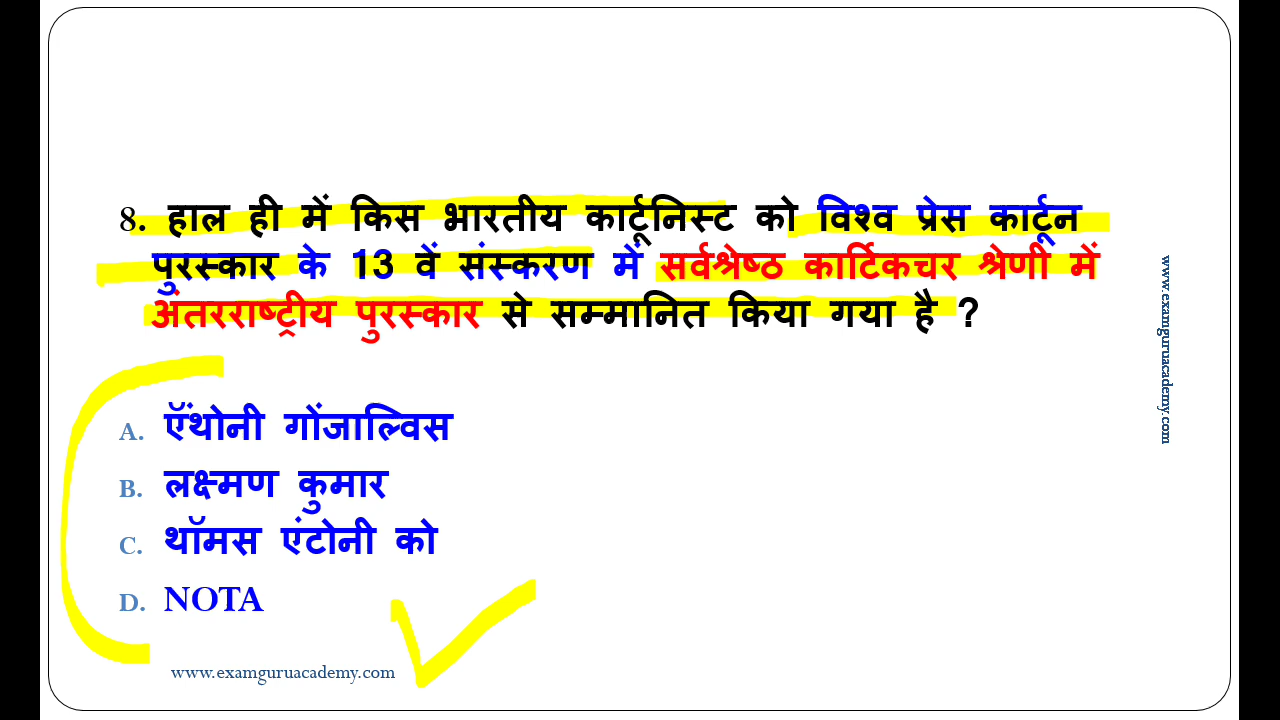 8. हाल ही में किस भारतीय कार्टूनिस्ट को विश्व प्रेस कार्टून
पुरस्कार के 13 वें संस्करण में सर्वश्रेष्ठ कार्टिकचर श्रेणी में
अंतरराष्ट्रीय पुरस्कार से सम्मानित किया गया है ?
A. ऍंथोनी गोंजाल्विस
B. लक्ष्मण कुमार
C. थॉमस एंटोनी को
D. NOTA
www.examguruacademy.com
www.examguruacademy.com